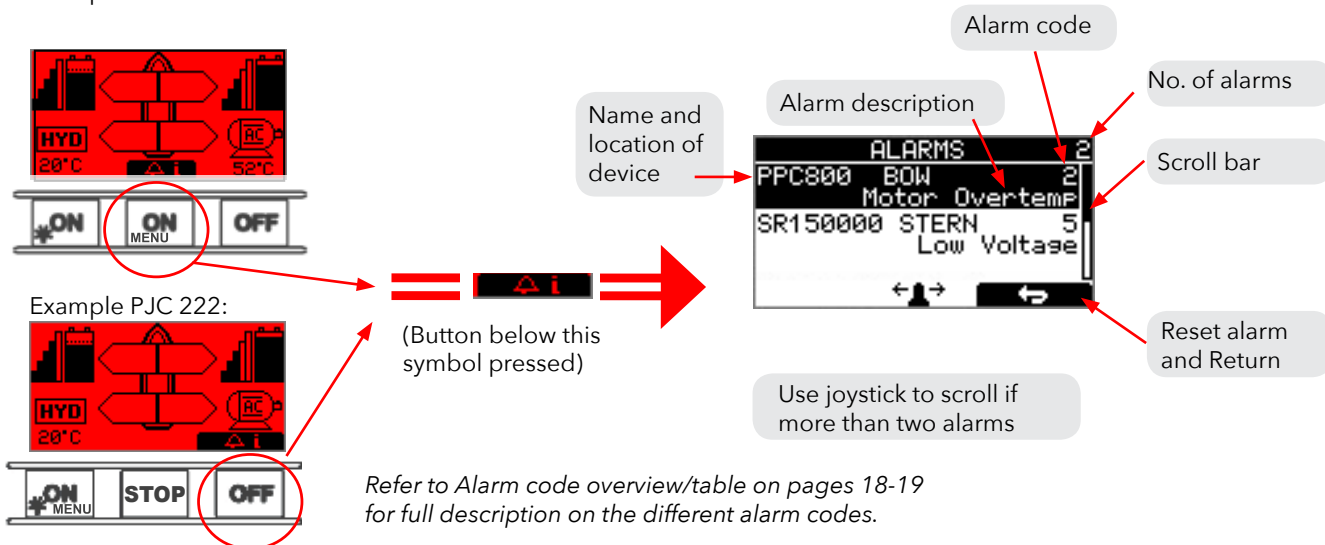 Alarm code
No. of alarms
Alarm description
Name and
location of
device
Scroll bar
HYD
AC
20°C
i
52°C
ON
ON
MENU
OFF
ALARMS 2
PPC800 BOW 2
Motor Overtemp
SR150000 STERN 5
Low Voltage
i
Example PJC 222:
(Button below this
symbol pressed)
Reset alarm
and Return
HYD
AC
20°C
i
Use joystick to scroll if
more than two alarms
ON
MENU
STOP
OFF
Refer to Alarm code overview/table on pages 18-19
for full description on the different alarm codes.